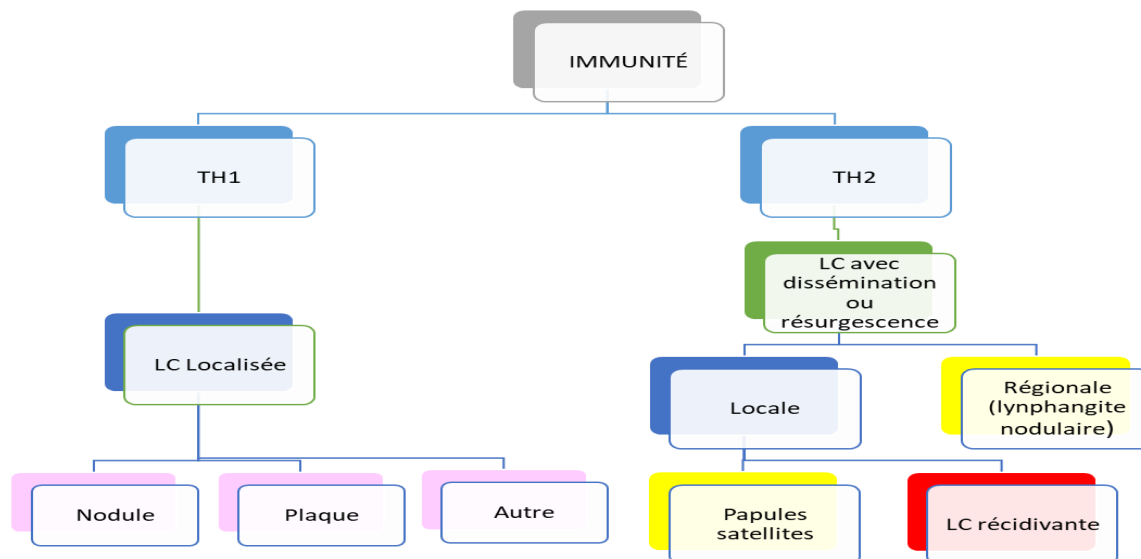 IMMUNITÉ
TH1
TH2
LC avec
dissémination
ou
résurgescence
LC Localisée
Locale
Régionale
(lynphangite
nodulaire)
Nodule
Plaque
Autre
Papules
satellites
LC récidivante